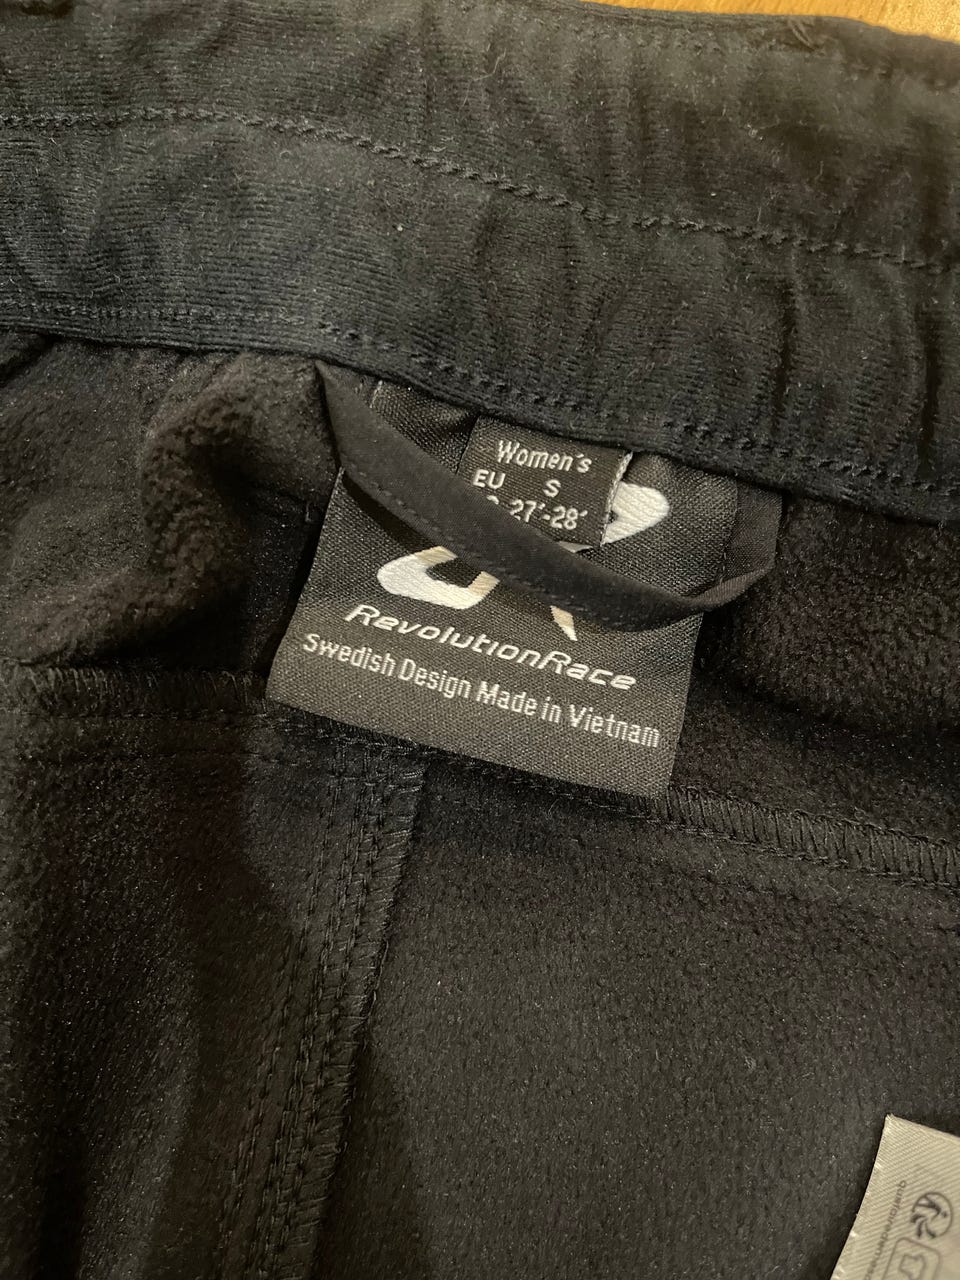 Women's
EU S
27"-28"
RevolutionRace
Swedish Design Made in Vietnam